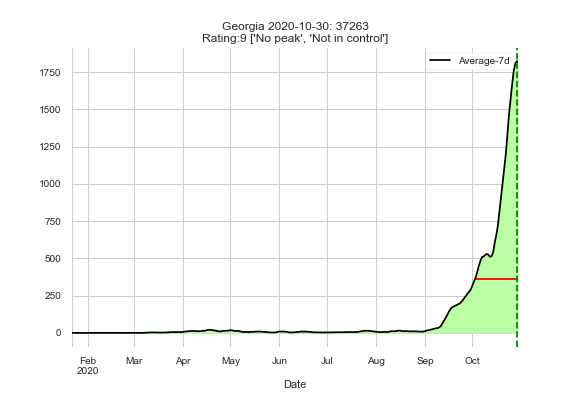 Georgia 2020-10-30: 37263
Rating:9 ['No peak', 'Not in control']
Average-7d
1750
1500
1250
1000
750
500
250
0
Feb Mar Apr May Jun Jul Aug Sep Oct
2020
Date